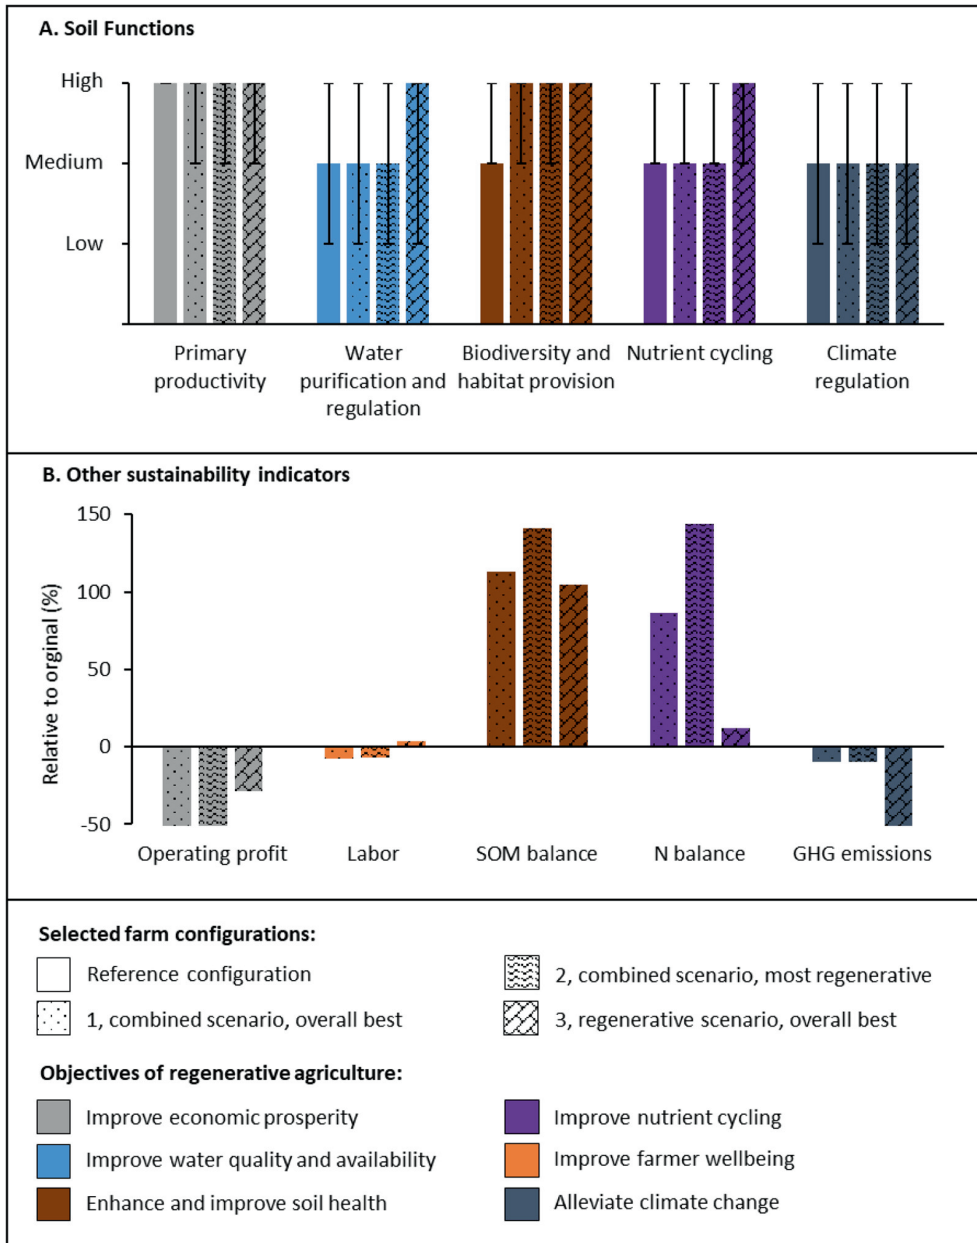 A. Soil Functions
High
Medium
Low
Primary
productivity
Water
purification and
regulation
Biodiversity and
habitat provision
Nutrient cycling
Climate
regulation
B. Other sustainability indicators
Relative to orginal (%)
150
100
50
0
-50
Operating profit
Labor
SOM balance
N balance
GHG emissions
Selected farm configurations:
Reference configuration
1, combined scenario, overall best
2, combined scenario, most regenerative
3, regenerative scenario, overall best
Objectives of regenerative agriculture:
Improve economic prosperity
Improve water quality and availability
Enhance and improve soil health
Improve nutrient cycling
Improve farmer wellbeing
Alleviate climate change